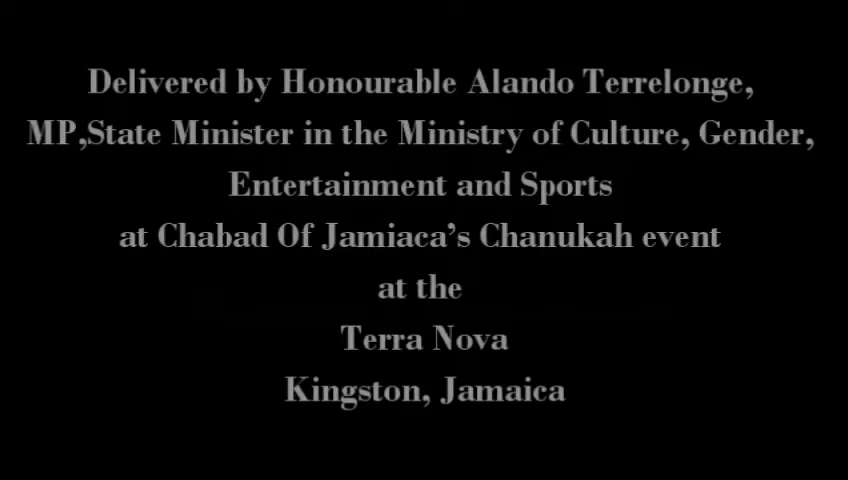 Delivered by Honourable Alando Terrelonge,
MP,State Minister in the Ministry of Culture, Gender,
Entertainment and Sports
at Chabad Of Jamiaca’s Chanukah event
at the
Terra Nova
Kingston, Jamaica